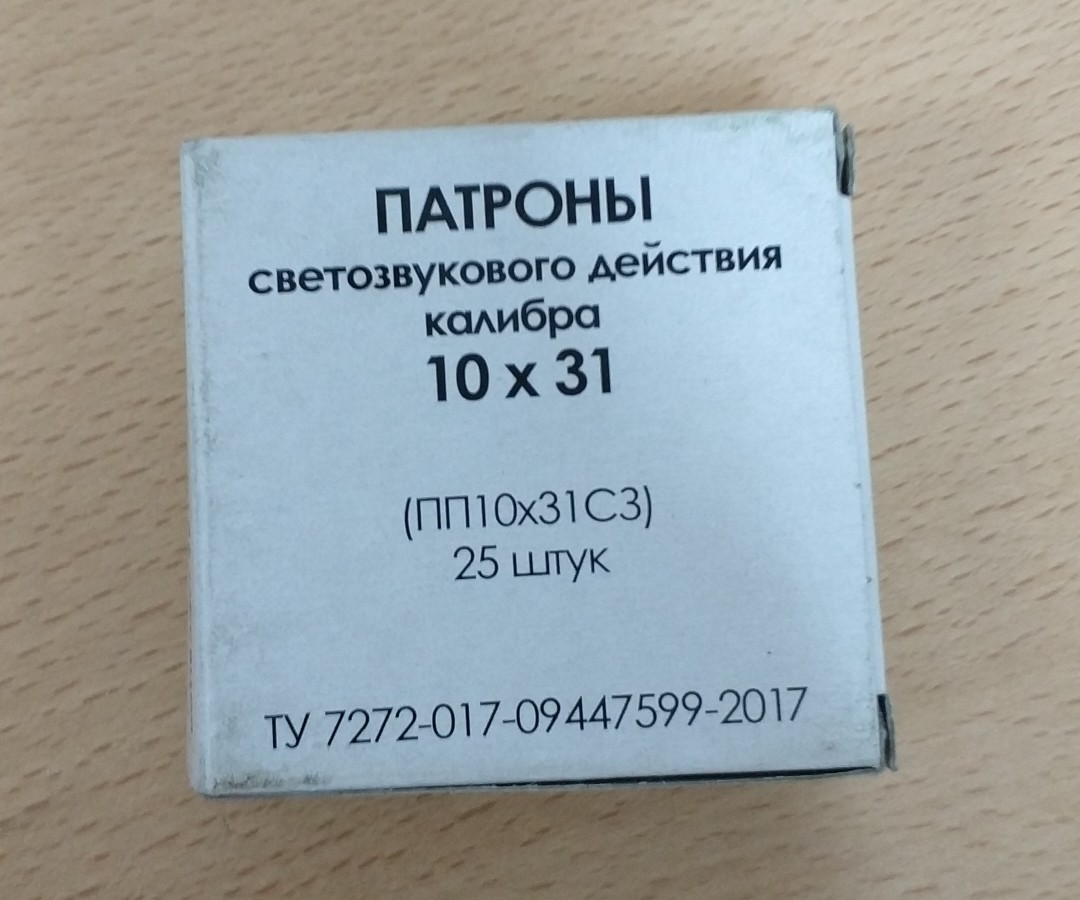 ПАТРОНЫ
светозвукового действия
калибра
10 х 31
(ПП10х31СЗ)
25 штук
ТУ 7272-017-09447599-2017